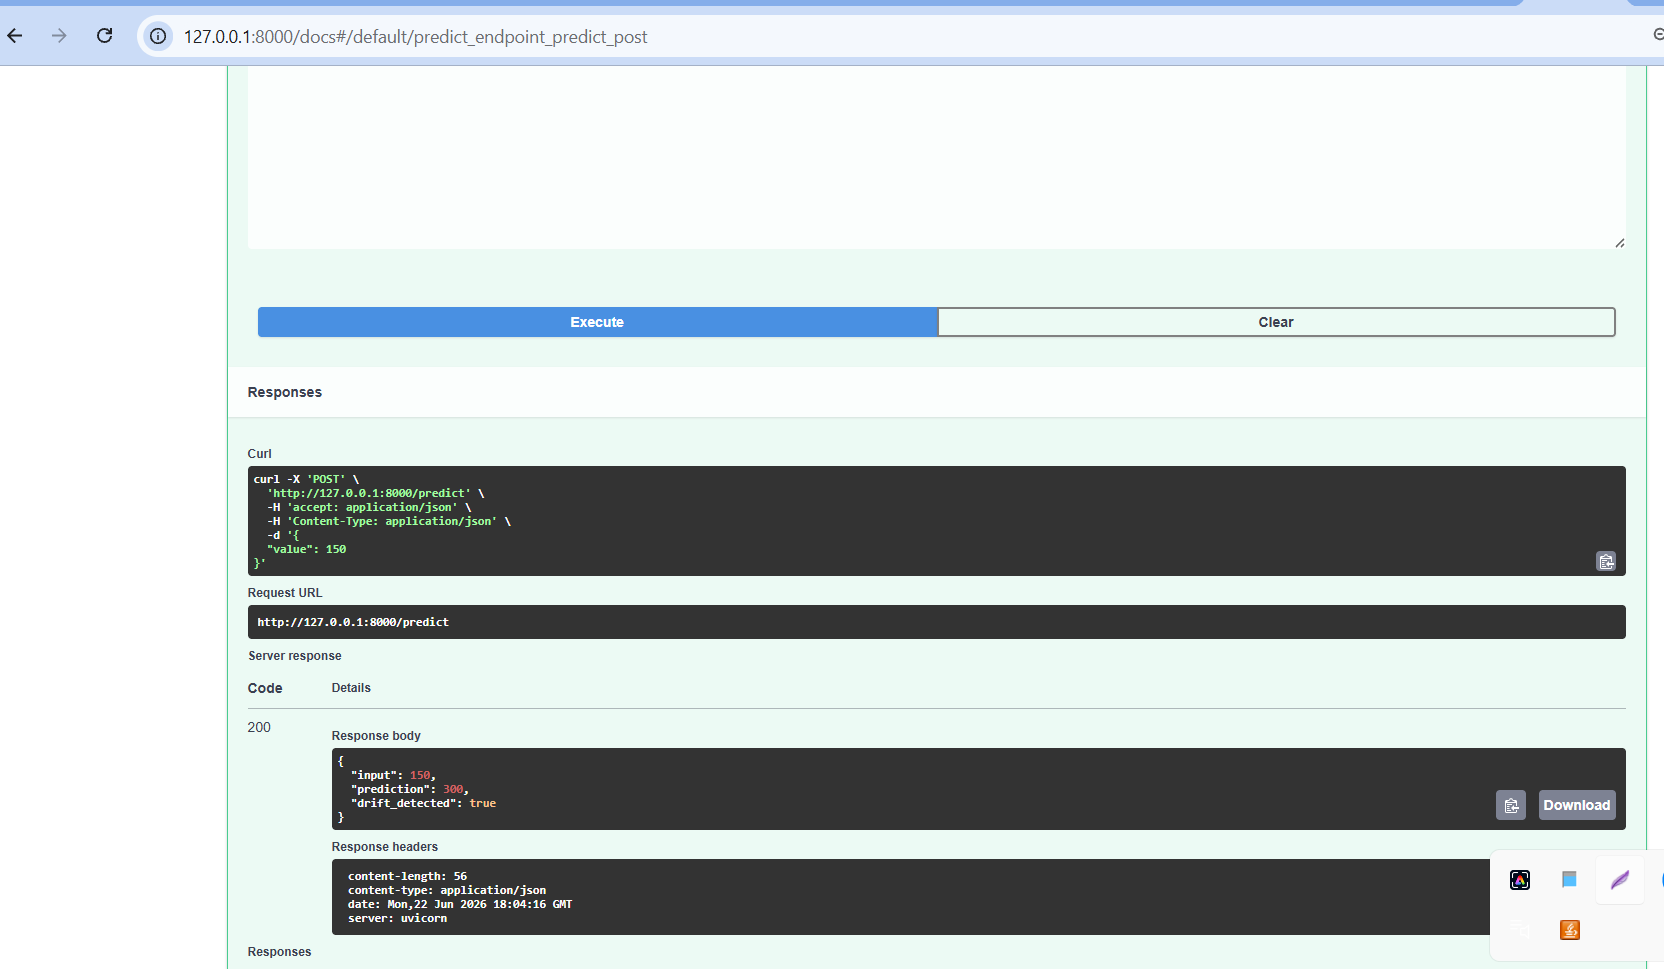 127.0.0.1:8000/docs#/default/predict_endpoint_predict_post
Execute
Clear
Responses
Curl
curl -X 'POST' \
  'http://127.0.0.1:8000/predict' \
  -H 'accept: application/json' \
  -H 'Content-Type: application/json' \
  -d '{
  "value": 150
}'
Request URL
http://127.0.0.1:8000/predict
Server response
Code
Details
200
Response body
{
  "input": 150,
  "prediction": 300,
  "drift_detected": true
}
Download
Response headers
content-length: 56
content-type: application/json
date: Mon,22 Jun 2026 18:04:16 GMT
server: uvicorn
Responses